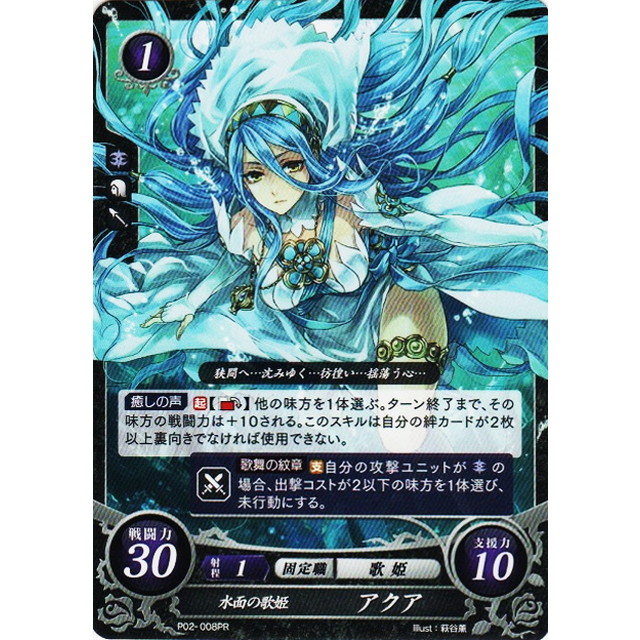 1
狭間へ…沈みゆく…彷徨い…揺蕩う心…
癒しの声 起【】他の味方を1体選ぶ。ターン終了まで、その
味方の戦闘力は+10される。このスキルは自分の絆カードが2枚
以上裏向きでなければ使用できない。
歌舞の紋章 支 自分の攻撃ユニットが の
場合、出撃コストが2以下の味方を1体選び、
未行動にする。
戦闘力
30
射程 1 固定職 歌姫
支援力
10
水面の歌姫 アクア
P02-008PR
Illust:萩谷薫